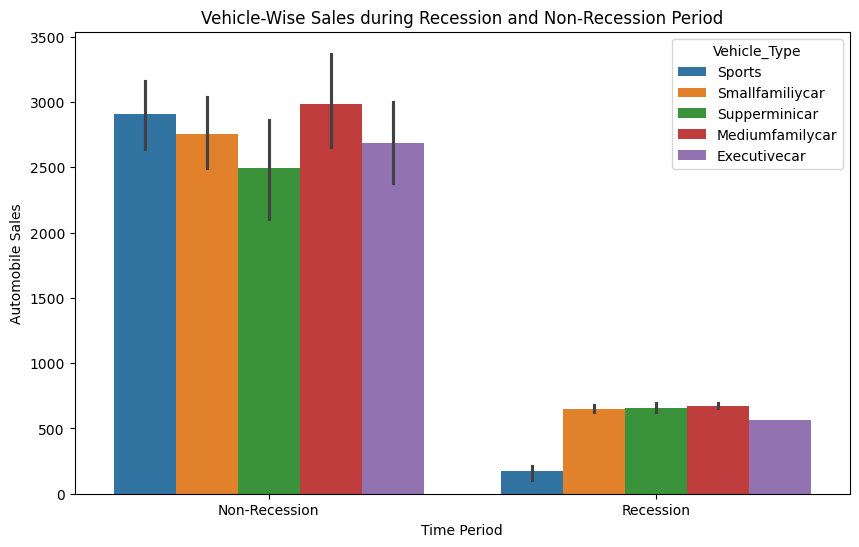 Vehicle-Wise Sales during Recession and Non-Recession Period
3500
3000
2500
2000
1500
1000
500
0
Automobile Sales
Vehicle_Type
Sports
Smallfamiliycar
Supperminicar
Mediumfamilycar
Executivecar
Non-Recession
Recession
Time Period